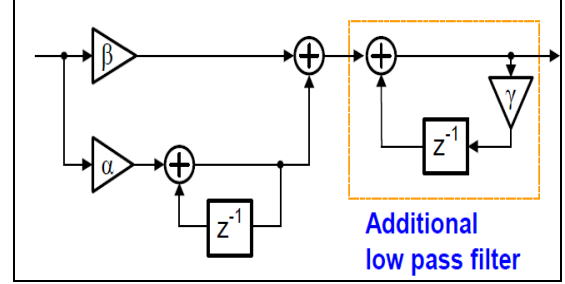 β
γ
α
z-1
z-1
Additional
low pass filter